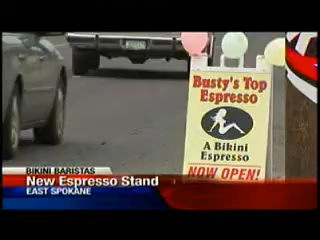 Busty's Top
Espresso
A Bikini
Espresso
NOW OPEN!
BIKINI BARISTAS
New Espresso Stand
EAST SPOKANE